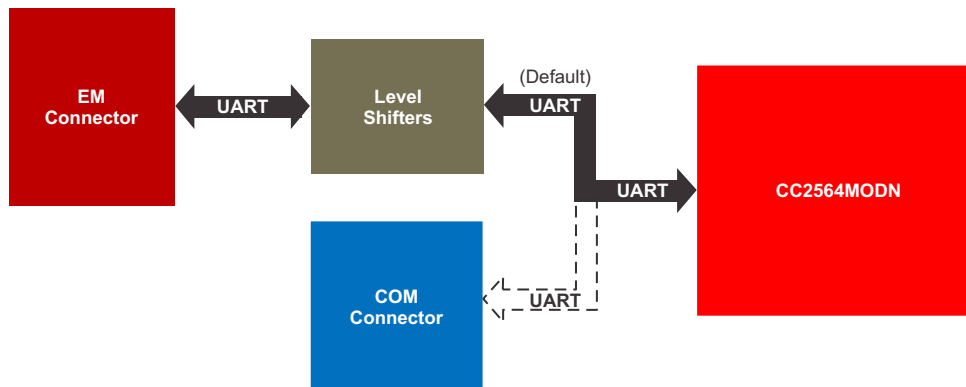 EM
Connector
UART
Level
Shifters
(Default)
UART
UART
CC2564MODN
COM
Connector
UART